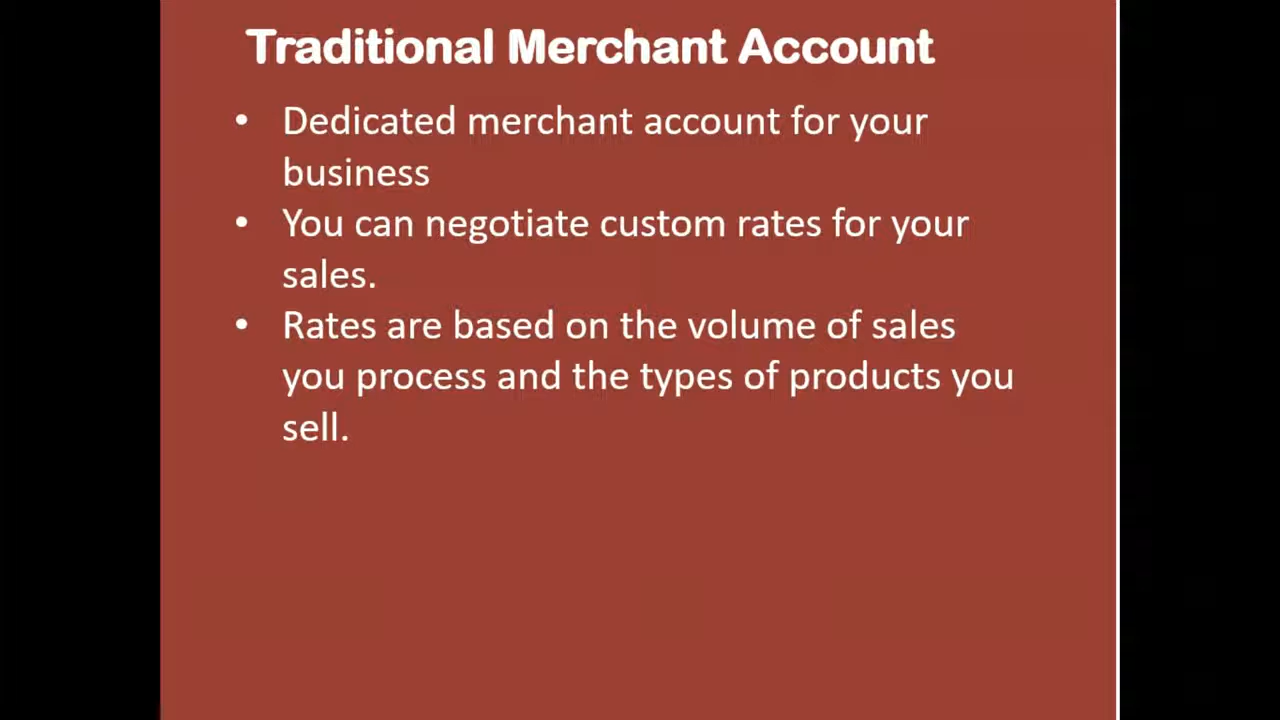 Traditional Merchant Account
• Dedicated merchant account for your
business
• You can negotiate custom rates for your
sales.
• Rates are based on the volume of sales
you process and the types of products you
sell.